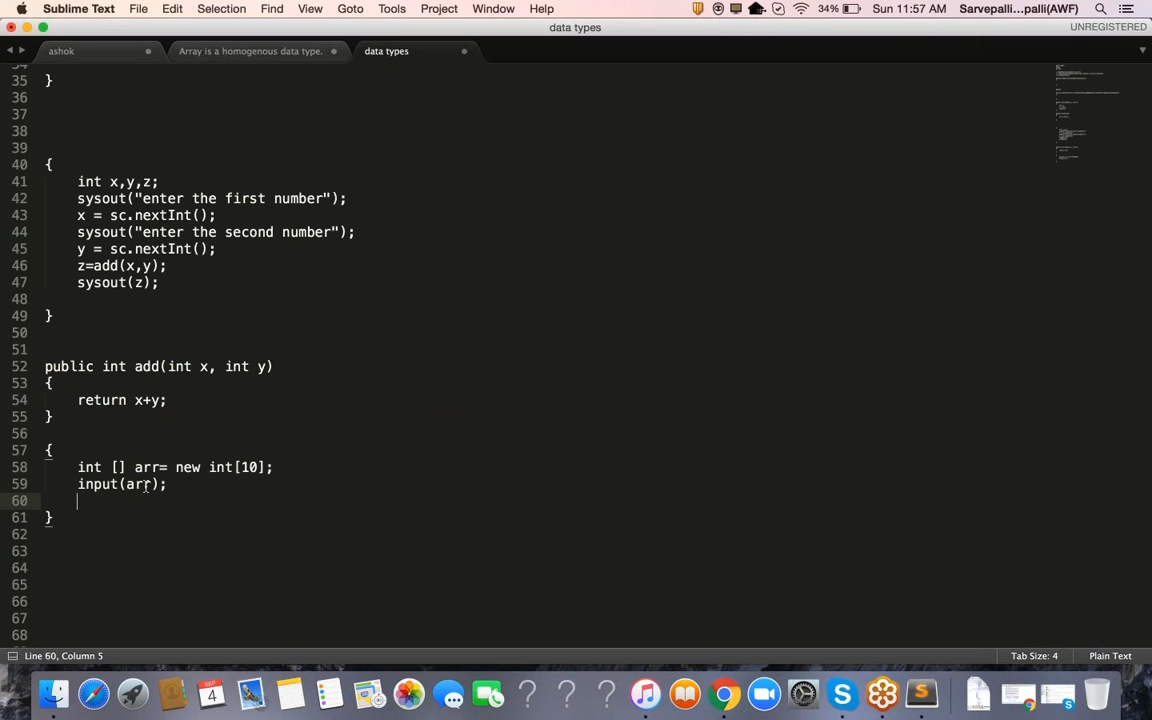 Sublime Text File Edit Selection Find View Goto Tools Project Window Help 34% Sun 11:57 AM Sarvepalli...palli(AWF)
data types UNREGISTERED
ashok Array is a homogenous data type. data types
35 }
36
37
38
39
40 {
41 int x,y,z;
42 sysout("enter the first number");
43 x = sc.nextInt();
44 sysout("enter the second number");
45 y = sc.nextInt();
46 z=add(x,y);
47 sysout(z);
48
49 }
50
51
52 public int add(int x, int y)
53 {
54 return x+y;
55 }
56
57 {
58 int [] arr= new int[10];
59 input(arr);
60
61 }
62
63
64
65
66
67
68
Line 60, Column 5 Tab Size: 4 Plain Text
SEP
4